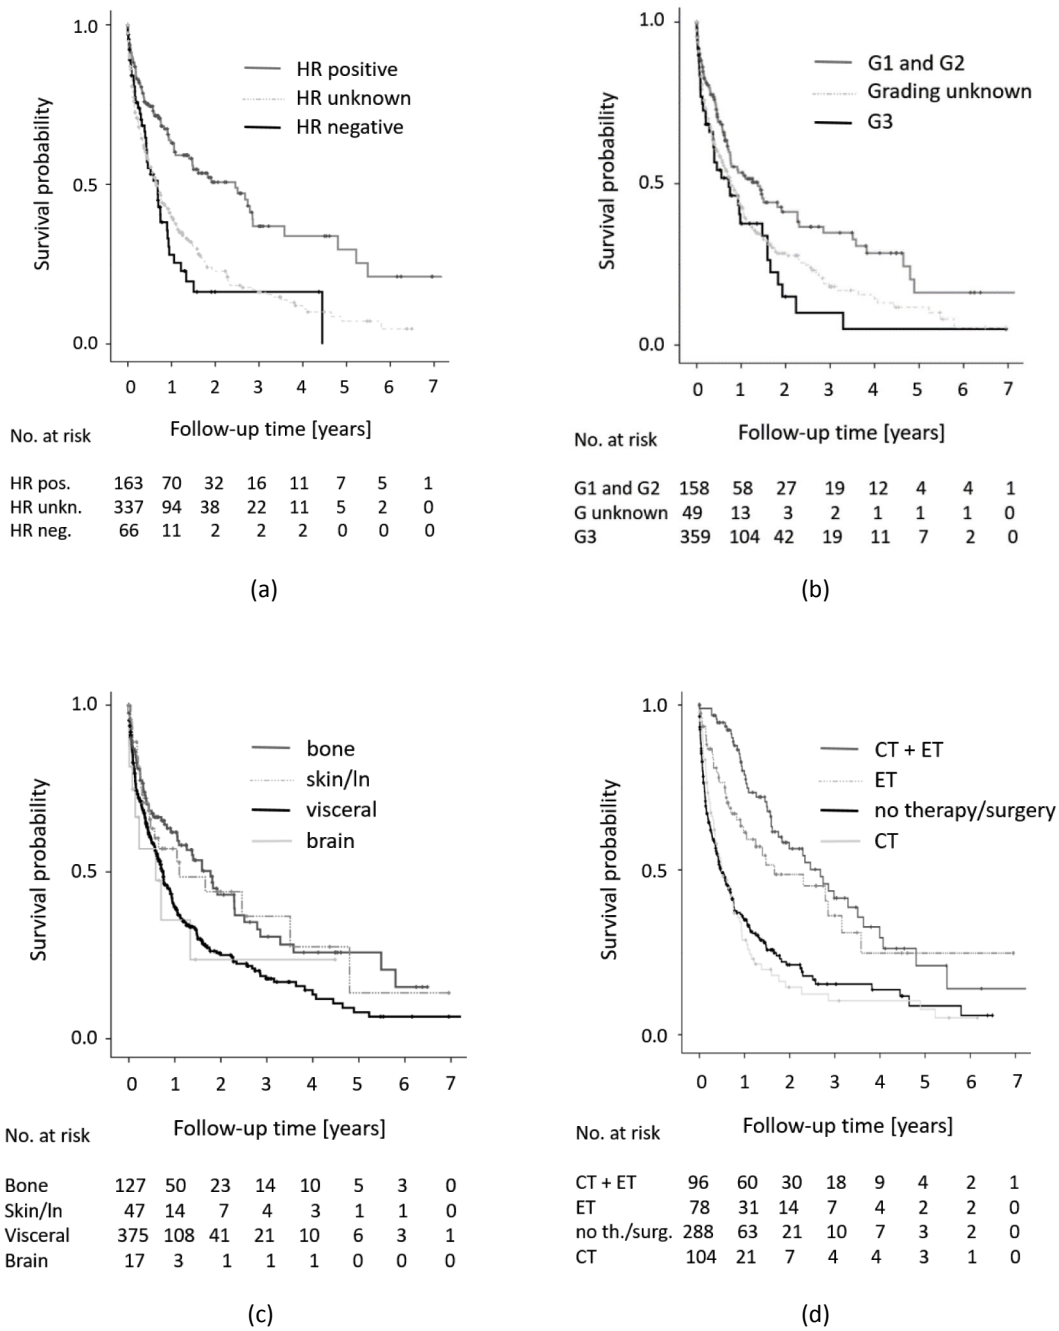 1.0
HR positive
HR unknown
HR negative
0.5
0.0
Survival probability
0 1 2 3 4 5 6 7
Follow-up time [years]
No. at risk
HR pos. 163 70 32 16 11 7 5 1
HR unkn. 337 94 38 22 11 5 2 0
HR neg. 66 11 2 2 2 0 0 0
(a)
1.0
G1 and G2
Grading unknown
G3
0.5
0.0
Survival probability
0 1 2 3 4 5 6 7
Follow-up time [years]
No. at risk
G1 and G2 158 58 27 19 12 4 4 1
G unknown 49 13 3 2 1 1 1 0
G3 359 104 42 19 11 7 2 0
(b)
1.0
bone
skin/ln
visceral
brain
0.5
0.0
Survival probability
0 1 2 3 4 5 6 7
Follow-up time [years]
No. at risk
Bone 127 50 23 14 10 5 3 0
Skin/ln 47 14 7 4 3 1 1 0
Visceral 375 108 41 21 10 6 3 1
Brain 17 3 1 1 1 0 0 0
(c)
1.0
CT + ET
ET
no therapy/surgery
CT
0.5
0.0
Survival probability
0 1 2 3 4 5 6 7
Follow-up time [years]
No. at risk
CT + ET 96 60 30 18 9 4 2 1
ET 78 31 14 7 4 2 2 0
no th./surg. 288 63 21 10 7 3 2 0
CT 104 21 7 4 4 3 1 0
(d)